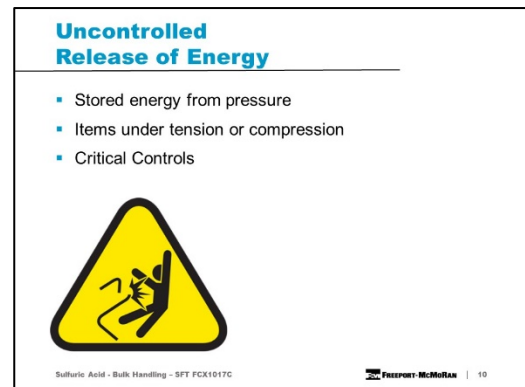 Uncontrolled
Release of Energy
▪ Stored energy from pressure
▪ Items under tension or compression
▪ Critical Controls
Sulfuric Acid - Bulk Handling – SFT FCX1017C
FREEPORT-McMoRAN | 10